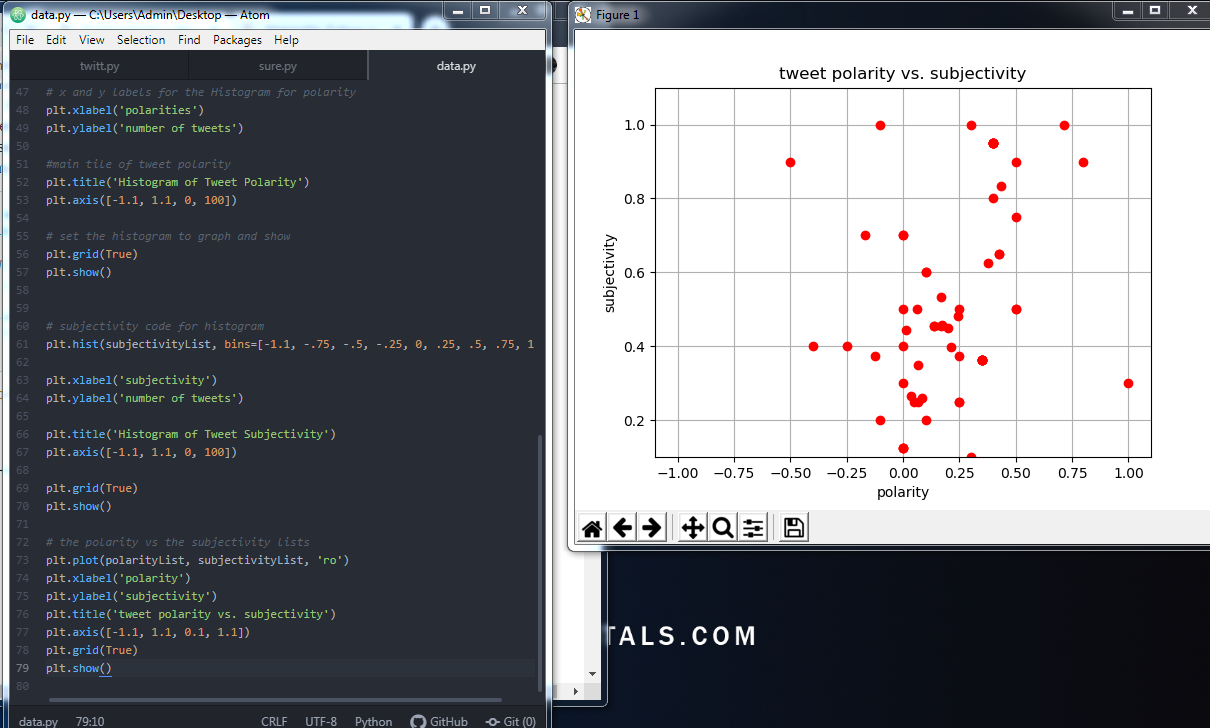 data.py — C:\Users\Admin\Desktop — Atom
File Edit View Selection Find Packages Help
twitt.py sure.py data.py
47 # x and y labels for the Histogram for polarity
48 plt.xlabel('polarities')
49 plt.ylabel('number of tweets')
50
51 #main tile of tweet polarity
52 plt.title('Histogram of Tweet Polarity')
53 plt.axis([-1.1, 1.1, 0, 100])
54
55 # set the histogram to graph and show
56 plt.grid(True)
57 plt.show()
58
59
60 # subjectivity code for histogram
61 plt.hist(subjectivityList, bins=[-1.1, -.75, -.5, -.25, 0, .25, .5, .75, 1
62
63 plt.xlabel('subjectivity')
64 plt.ylabel('number of tweets')
65
66 plt.title('Histogram of Tweet Subjectivity')
67 plt.axis([-1.1, 1.1, 0, 100])
68
69 plt.grid(True)
70 plt.show()
71
72 # the polarity vs the subjectivity lists
73 plt.plot(polarityList, subjectivityList, 'ro')
74 plt.xlabel('polarity')
75 plt.ylabel('subjectivity')
76 plt.title('tweet polarity vs. subjectivity')
77 plt.axis([-1.1, 1.1, 0.1, 1.1])
78 plt.grid(True)
79 plt.show()
80
data.py 79:10 CRLF UTF-8 Python GitHub Git (0)
Figure 1
tweet polarity vs. subjectivity
1.0
0.8
0.6
0.4
0.2
subjectivity
−1.00 −0.75 −0.50 −0.25 0.00 0.25 0.50 0.75 1.00
polarity
TALS.COM